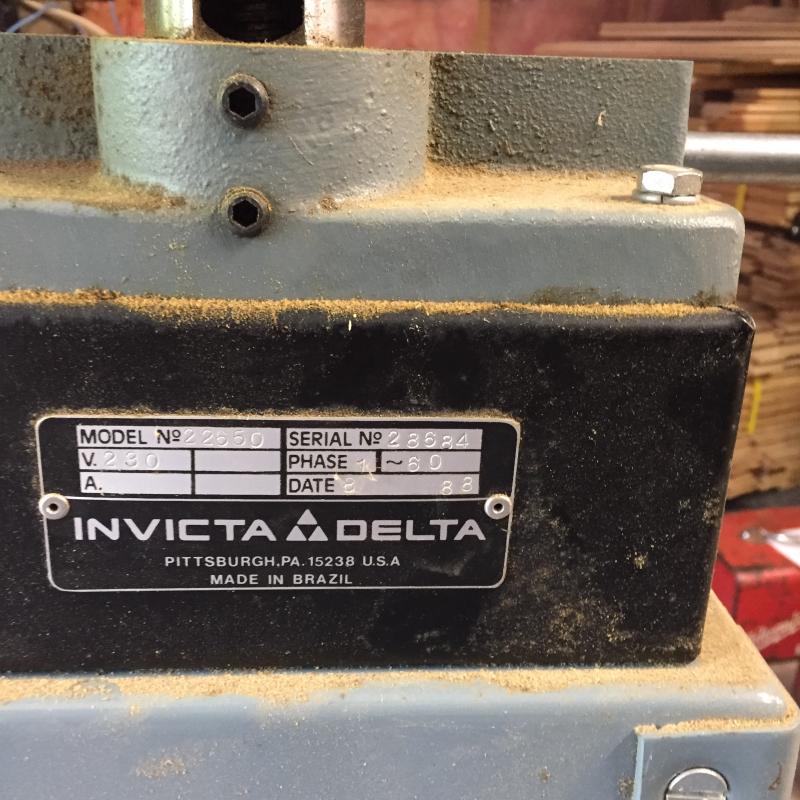 MODEL Nº 22650 SERIAL Nº 28684
V. 230 PHASE 1 ~ 60
A. DATE 8 88
INVICTA DELTA
PITTSBURGH, PA. 15238 U.S.A
MADE IN BRAZIL